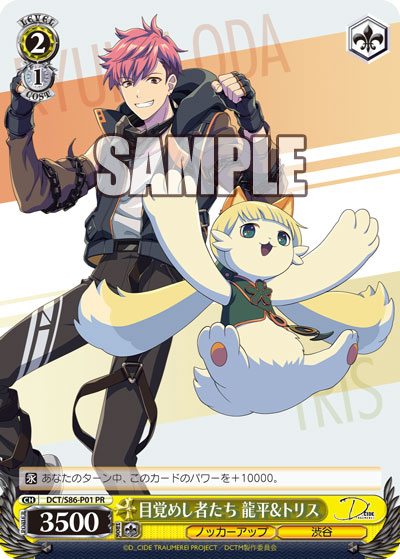 LEVEL
2
1
COST
RYUHEI ODA
SAMPLE
TRIS
永 あなたのターン中、このカードのパワーを+10000。
CH DCT/S86-P01 PR
POWER
3500
目覚めし者たち 龍平&トリス
ノッカーアップ
渋谷
©D_CIDE TRAUMEREI PROJECT／DCTM製作委員会